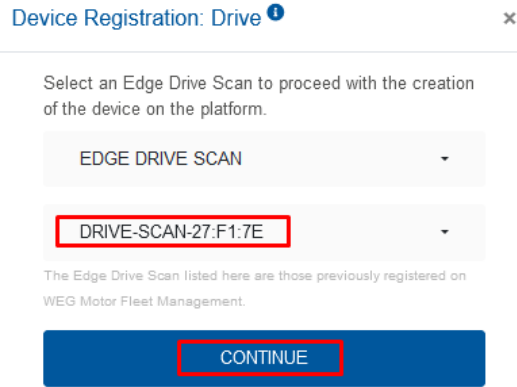 Device Registration: Drive i ×
Select an Edge Drive Scan to proceed with the creation
of the device on the platform.
EDGE DRIVE SCAN
DRIVE-SCAN-27:F1:7E
The Edge Drive Scan listed here are those previously registered on
WEG Motor Fleet Management.
CONTINUE